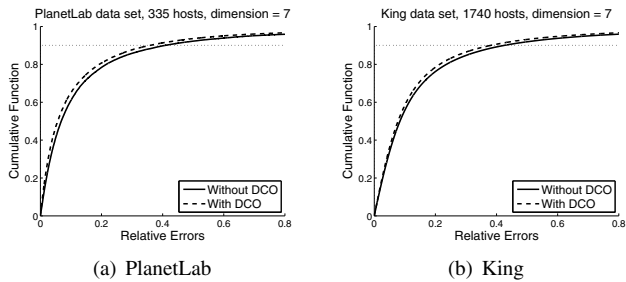 PlanetLab data set, 335 hosts, dimension = 7
Cumulative Function
1
0.8
0.6
0.4
0.2
0
0 0.2 0.4 0.6 0.8
Relative Errors
Without DCO
With DCO
(a) PlanetLab
King data set, 1740 hosts, dimension = 7
Cumulative Function
1
0.8
0.6
0.4
0.2
0
0 0.2 0.4 0.6 0.8
Relative Errors
Without DCO
With DCO
(b) King